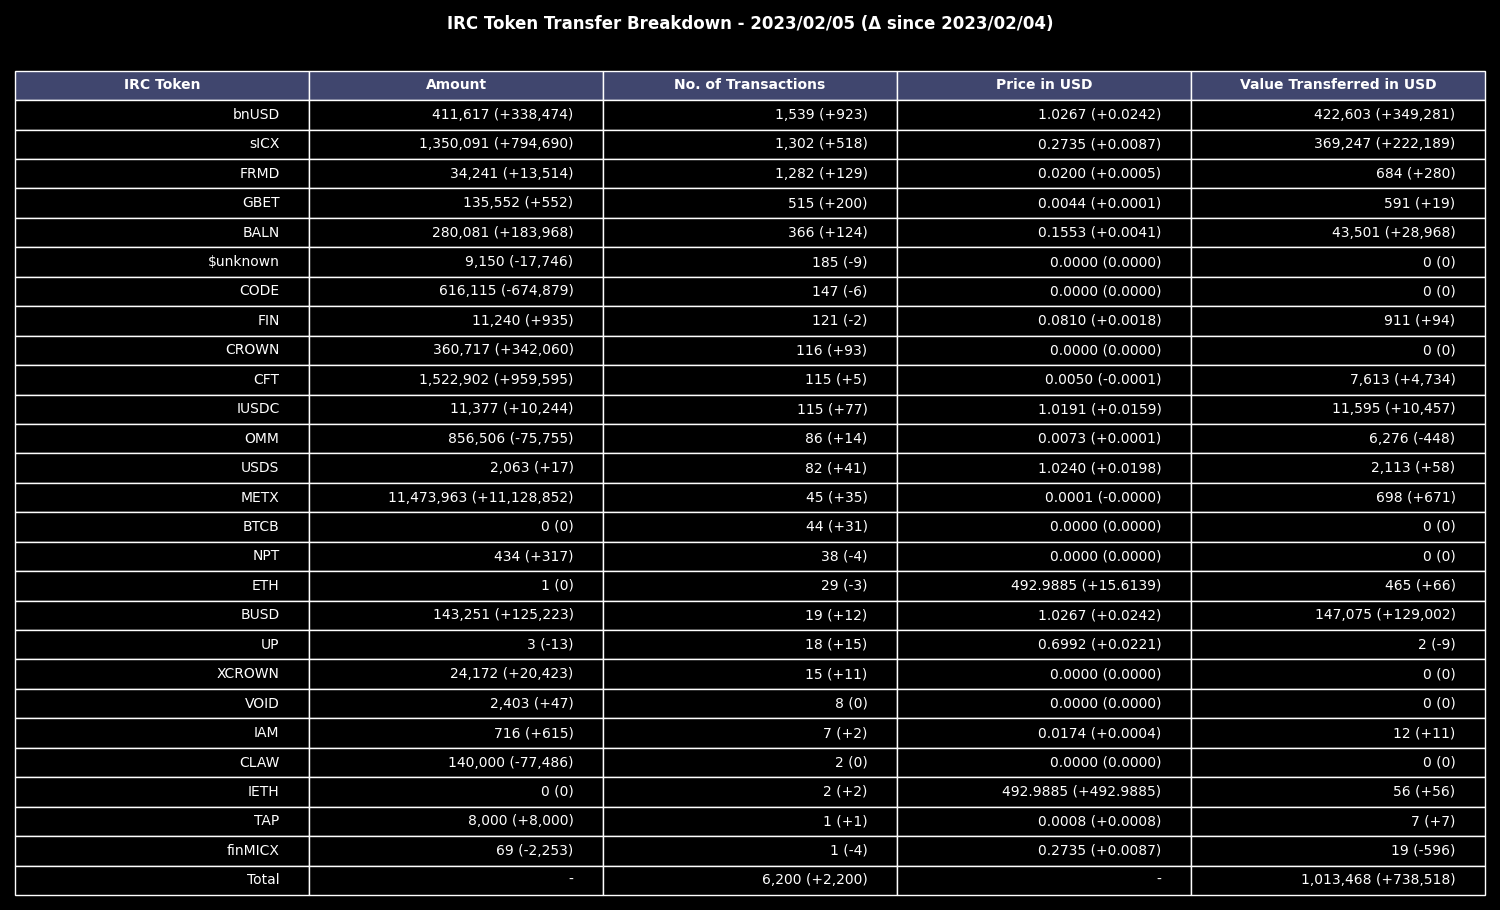 IRC Token Transfer Breakdown - 2023/02/05 (Δ since 2023/02/04)
IRC Token Amount No. of Transactions Price in USD Value Transferred in USD
bnUSD 411,617 (+338,474) 1,539 (+923) 1.0267 (+0.0242) 422,603 (+349,281)
sICX 1,350,091 (+794,690) 1,302 (+518) 0.2735 (+0.0087) 369,247 (+222,189)
FRMD 34,241 (+13,514) 1,282 (+129) 0.0200 (+0.0005) 684 (+280)
GBET 135,552 (+552) 515 (+200) 0.0044 (+0.0001) 591 (+19)
BALN 280,081 (+183,968) 366 (+124) 0.1553 (+0.0041) 43,501 (+28,968)
$unknown 9,150 (-17,746) 185 (-9) 0.0000 (0.0000) 0 (0)
CODE 616,115 (-674,879) 147 (-6) 0.0000 (0.0000) 0 (0)
FIN 11,240 (+935) 121 (-2) 0.0810 (+0.0018) 911 (+94)
CROWN 360,717 (+342,060) 116 (+93) 0.0000 (0.0000) 0 (0)
CFT 1,522,902 (+959,595) 115 (+5) 0.0050 (-0.0001) 7,613 (+4,734)
IUSDC 11,377 (+10,244) 115 (+77) 1.0191 (+0.0159) 11,595 (+10,457)
OMM 856,506 (-75,755) 86 (+14) 0.0073 (+0.0001) 6,276 (-448)
USDS 2,063 (+17) 82 (+41) 1.0240 (+0.0198) 2,113 (+58)
METX 11,473,963 (+11,128,852) 45 (+35) 0.0001 (-0.0000) 698 (+671)
BTCB 0 (0) 44 (+31) 0.0000 (0.0000) 0 (0)
NPT 434 (+317) 38 (-4) 0.0000 (0.0000) 0 (0)
ETH 1 (0) 29 (-3) 492.9885 (+15.6139) 465 (+66)
BUSD 143,251 (+125,223) 19 (+12) 1.0267 (+0.0242) 147,075 (+129,002)
UP 3 (-13) 18 (+15) 0.6992 (+0.0221) 2 (-9)
XCROWN 24,172 (+20,423) 15 (+11) 0.0000 (0.0000) 0 (0)
VOID 2,403 (+47) 8 (0) 0.0000 (0.0000) 0 (0)
IAM 716 (+615) 7 (+2) 0.0174 (+0.0004) 12 (+11)
CLAW 140,000 (-77,486) 2 (0) 0.0000 (0.0000) 0 (0)
IETH 0 (0) 2 (+2) 492.9885 (+492.9885) 56 (+56)
TAP 8,000 (+8,000) 1 (+1) 0.0008 (+0.0008) 7 (+7)
finMICX 69 (-2,253) 1 (-4) 0.2735 (+0.0087) 19 (-596)
Total - 6,200 (+2,200) - 1,013,468 (+738,518)